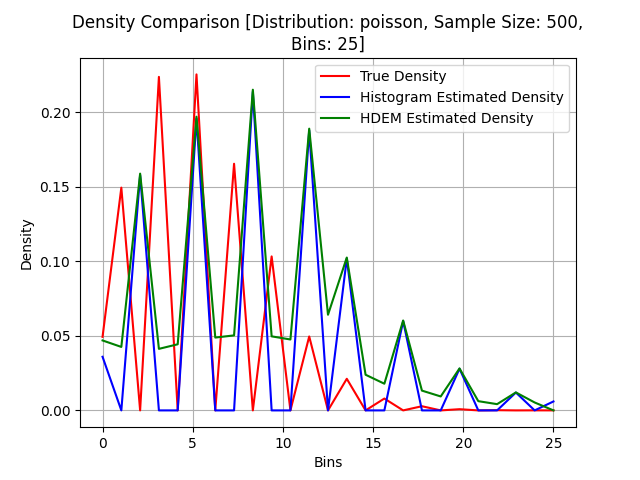 Density Comparison [Distribution: poisson, Sample Size: 500,
Bins: 25]
True Density
Histogram Estimated Density
HDEM Estimated Density
Density
0.20
0.15
0.10
0.05
0.00
0
5
10
15
20
25
Bins